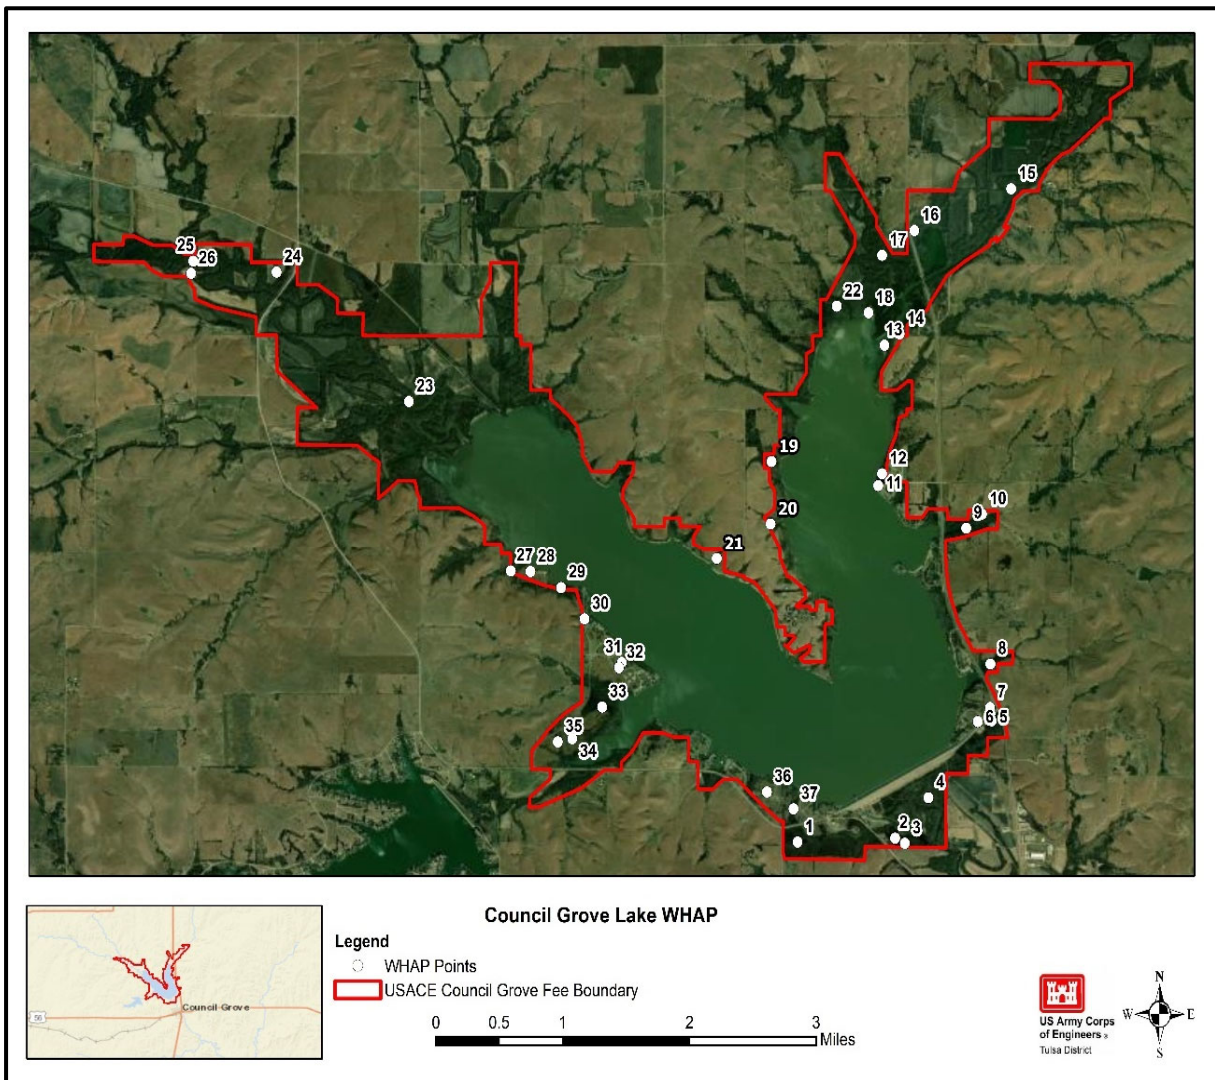 15
16
17
25
24
26
22
18
14
13
23
19
12
11
20
10
9
21
27
28
29
30
31
32
8
33
7
6
5
35
34
36
4
37
1
2
3
Council Grove Lake WHAP
Legend
WHAP Points
USACE Council Grove Fee Boundary
0 0.5 1 2 3
Miles
Council Grove
56
US Army Corps
of Engineers ®
Tulsa District
N
W E
S